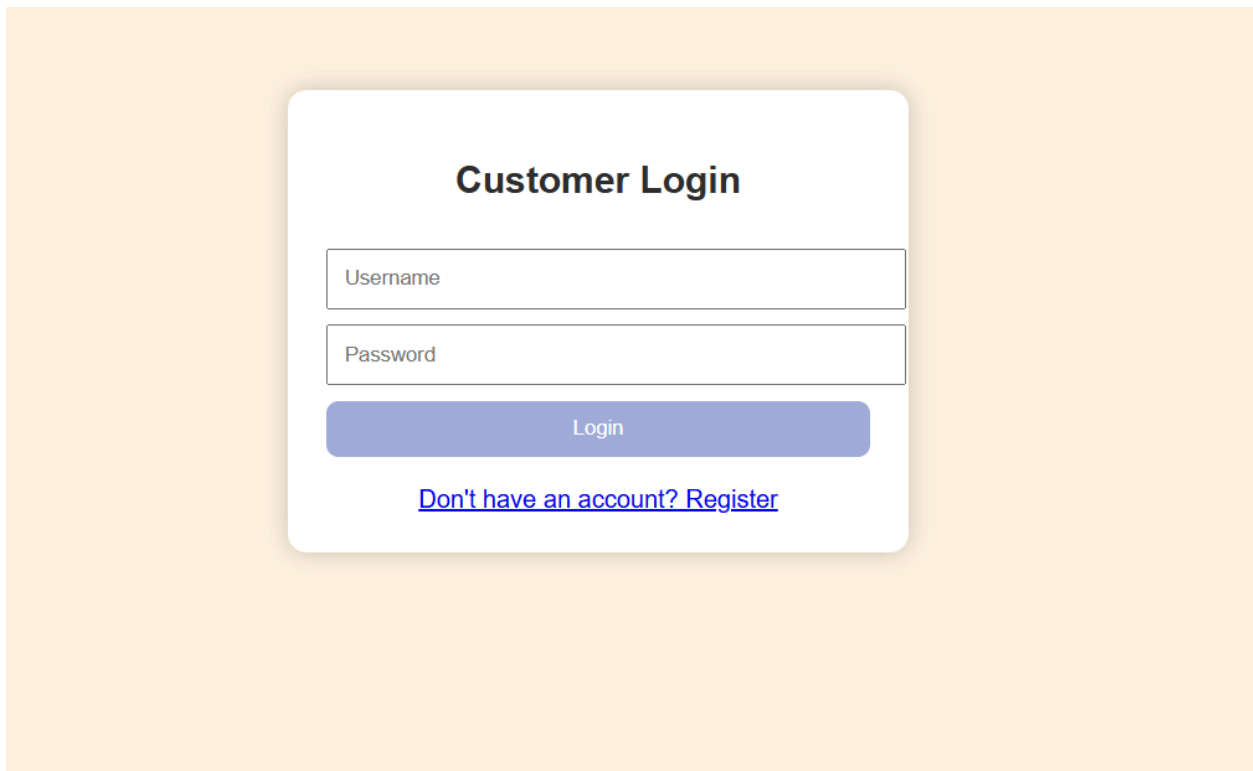 Customer Login
Username
Password
Login
Don't have an account? Register